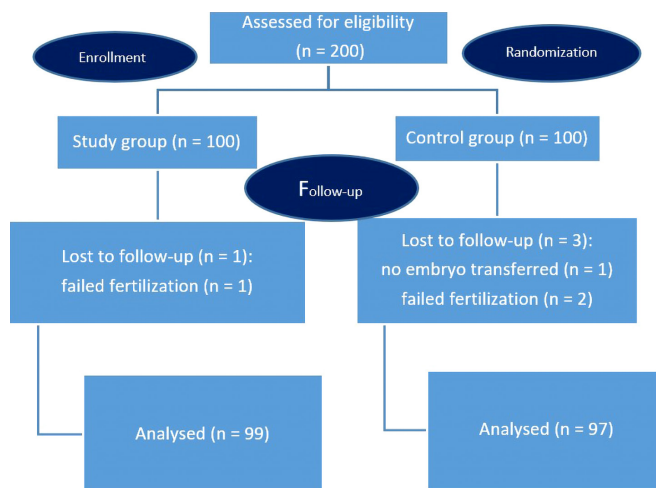 Assessed for eligibility
(n = 200)
Enrollment
Randomization
Study group (n = 100)
Control group (n = 100)
Follow-up
Lost to follow-up (n = 1):
failed fertilization (n = 1)
Lost to follow-up (n = 3):
no embryo transferred (n = 1)
failed fertilization (n = 2)
Analysed (n = 99)
Analysed (n = 97)